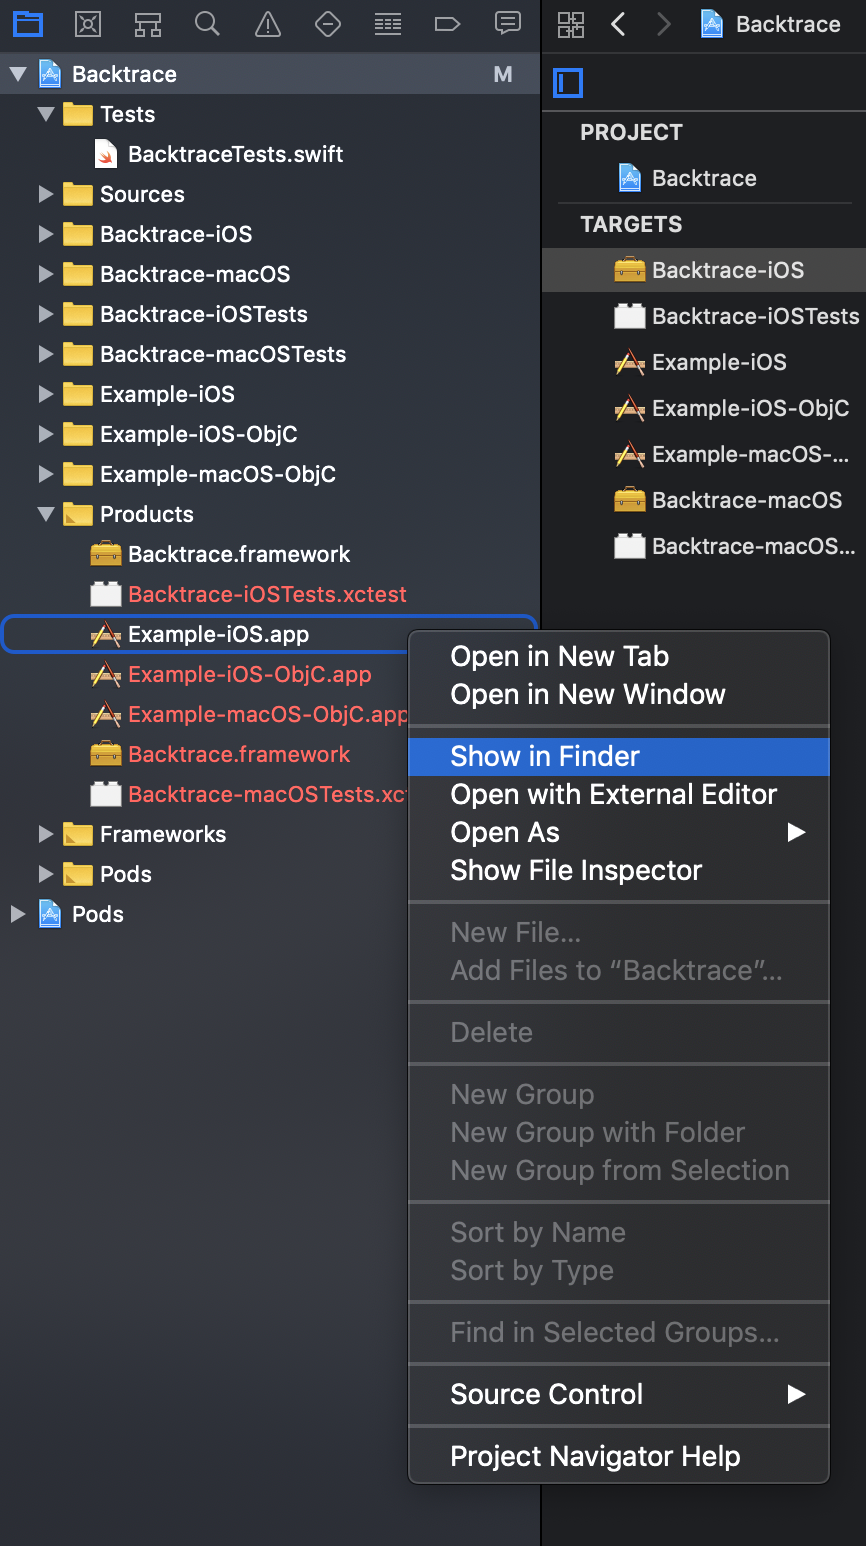 Backtrace
M
Tests
BacktraceTests.swift
Sources
Backtrace-iOS
Backtrace-macOS
Backtrace-iOSTests
Backtrace-macOSTests
Example-iOS
Example-iOS-ObjC
Example-macOS-ObjC
Products
Backtrace.framework
Backtrace-iOSTests.xctest
Example-iOS.app
Example-iOS-ObjC.app
Example-macOS-ObjC.app
Backtrace.framework
Backtrace-macOSTests.xct
Frameworks
Pods
Pods
Backtrace
PROJECT
Backtrace
TARGETS
Backtrace-iOS
Backtrace-iOSTests
Example-iOS
Example-iOS-ObjC
Example-macOS-...
Backtrace-macOS
Backtrace-macOS...
Open in New Tab
Open in New Window
Show in Finder
Open with External Editor
Open As
Show File Inspector
New File...
Add Files to “Backtrace”...
Delete
New Group
New Group with Folder
New Group from Selection
Sort by Name
Sort by Type
Find in Selected Groups...
Source Control
Project Navigator Help